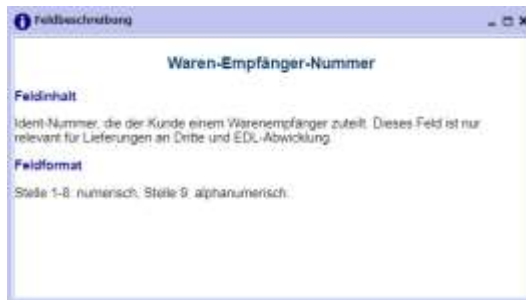 Feldbeschreibung
Waren-Empfänger-Nummer
Feldinhalt
Ident-Nummer, die der Kunde einem Warenempfänger zuteilt. Dieses Feld ist nur
relevant für Lieferungen an Dritte und EDL-Abwicklung.
Feldformat
Stelle 1-8: numerisch, Stelle 9: alphanumerisch.